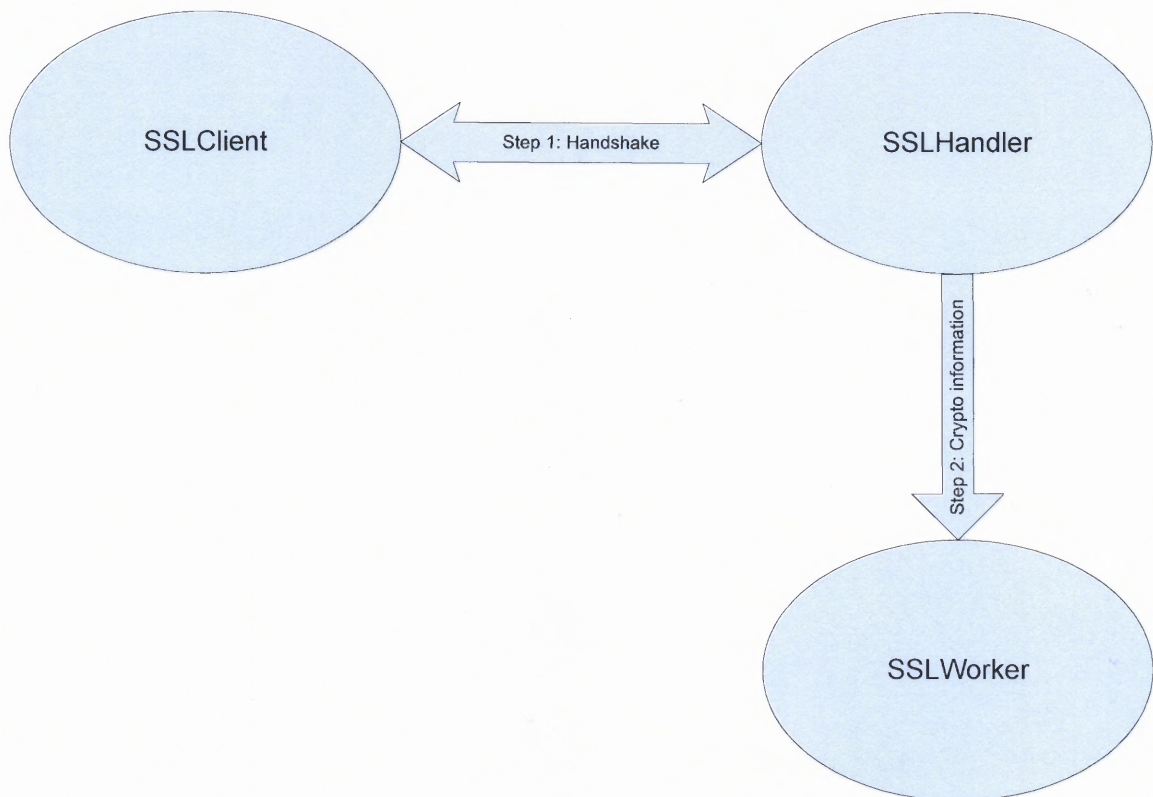 SSLClient
Step 1: Handshake
SSLHandler
Step 2: Crypto information
SSLWorker